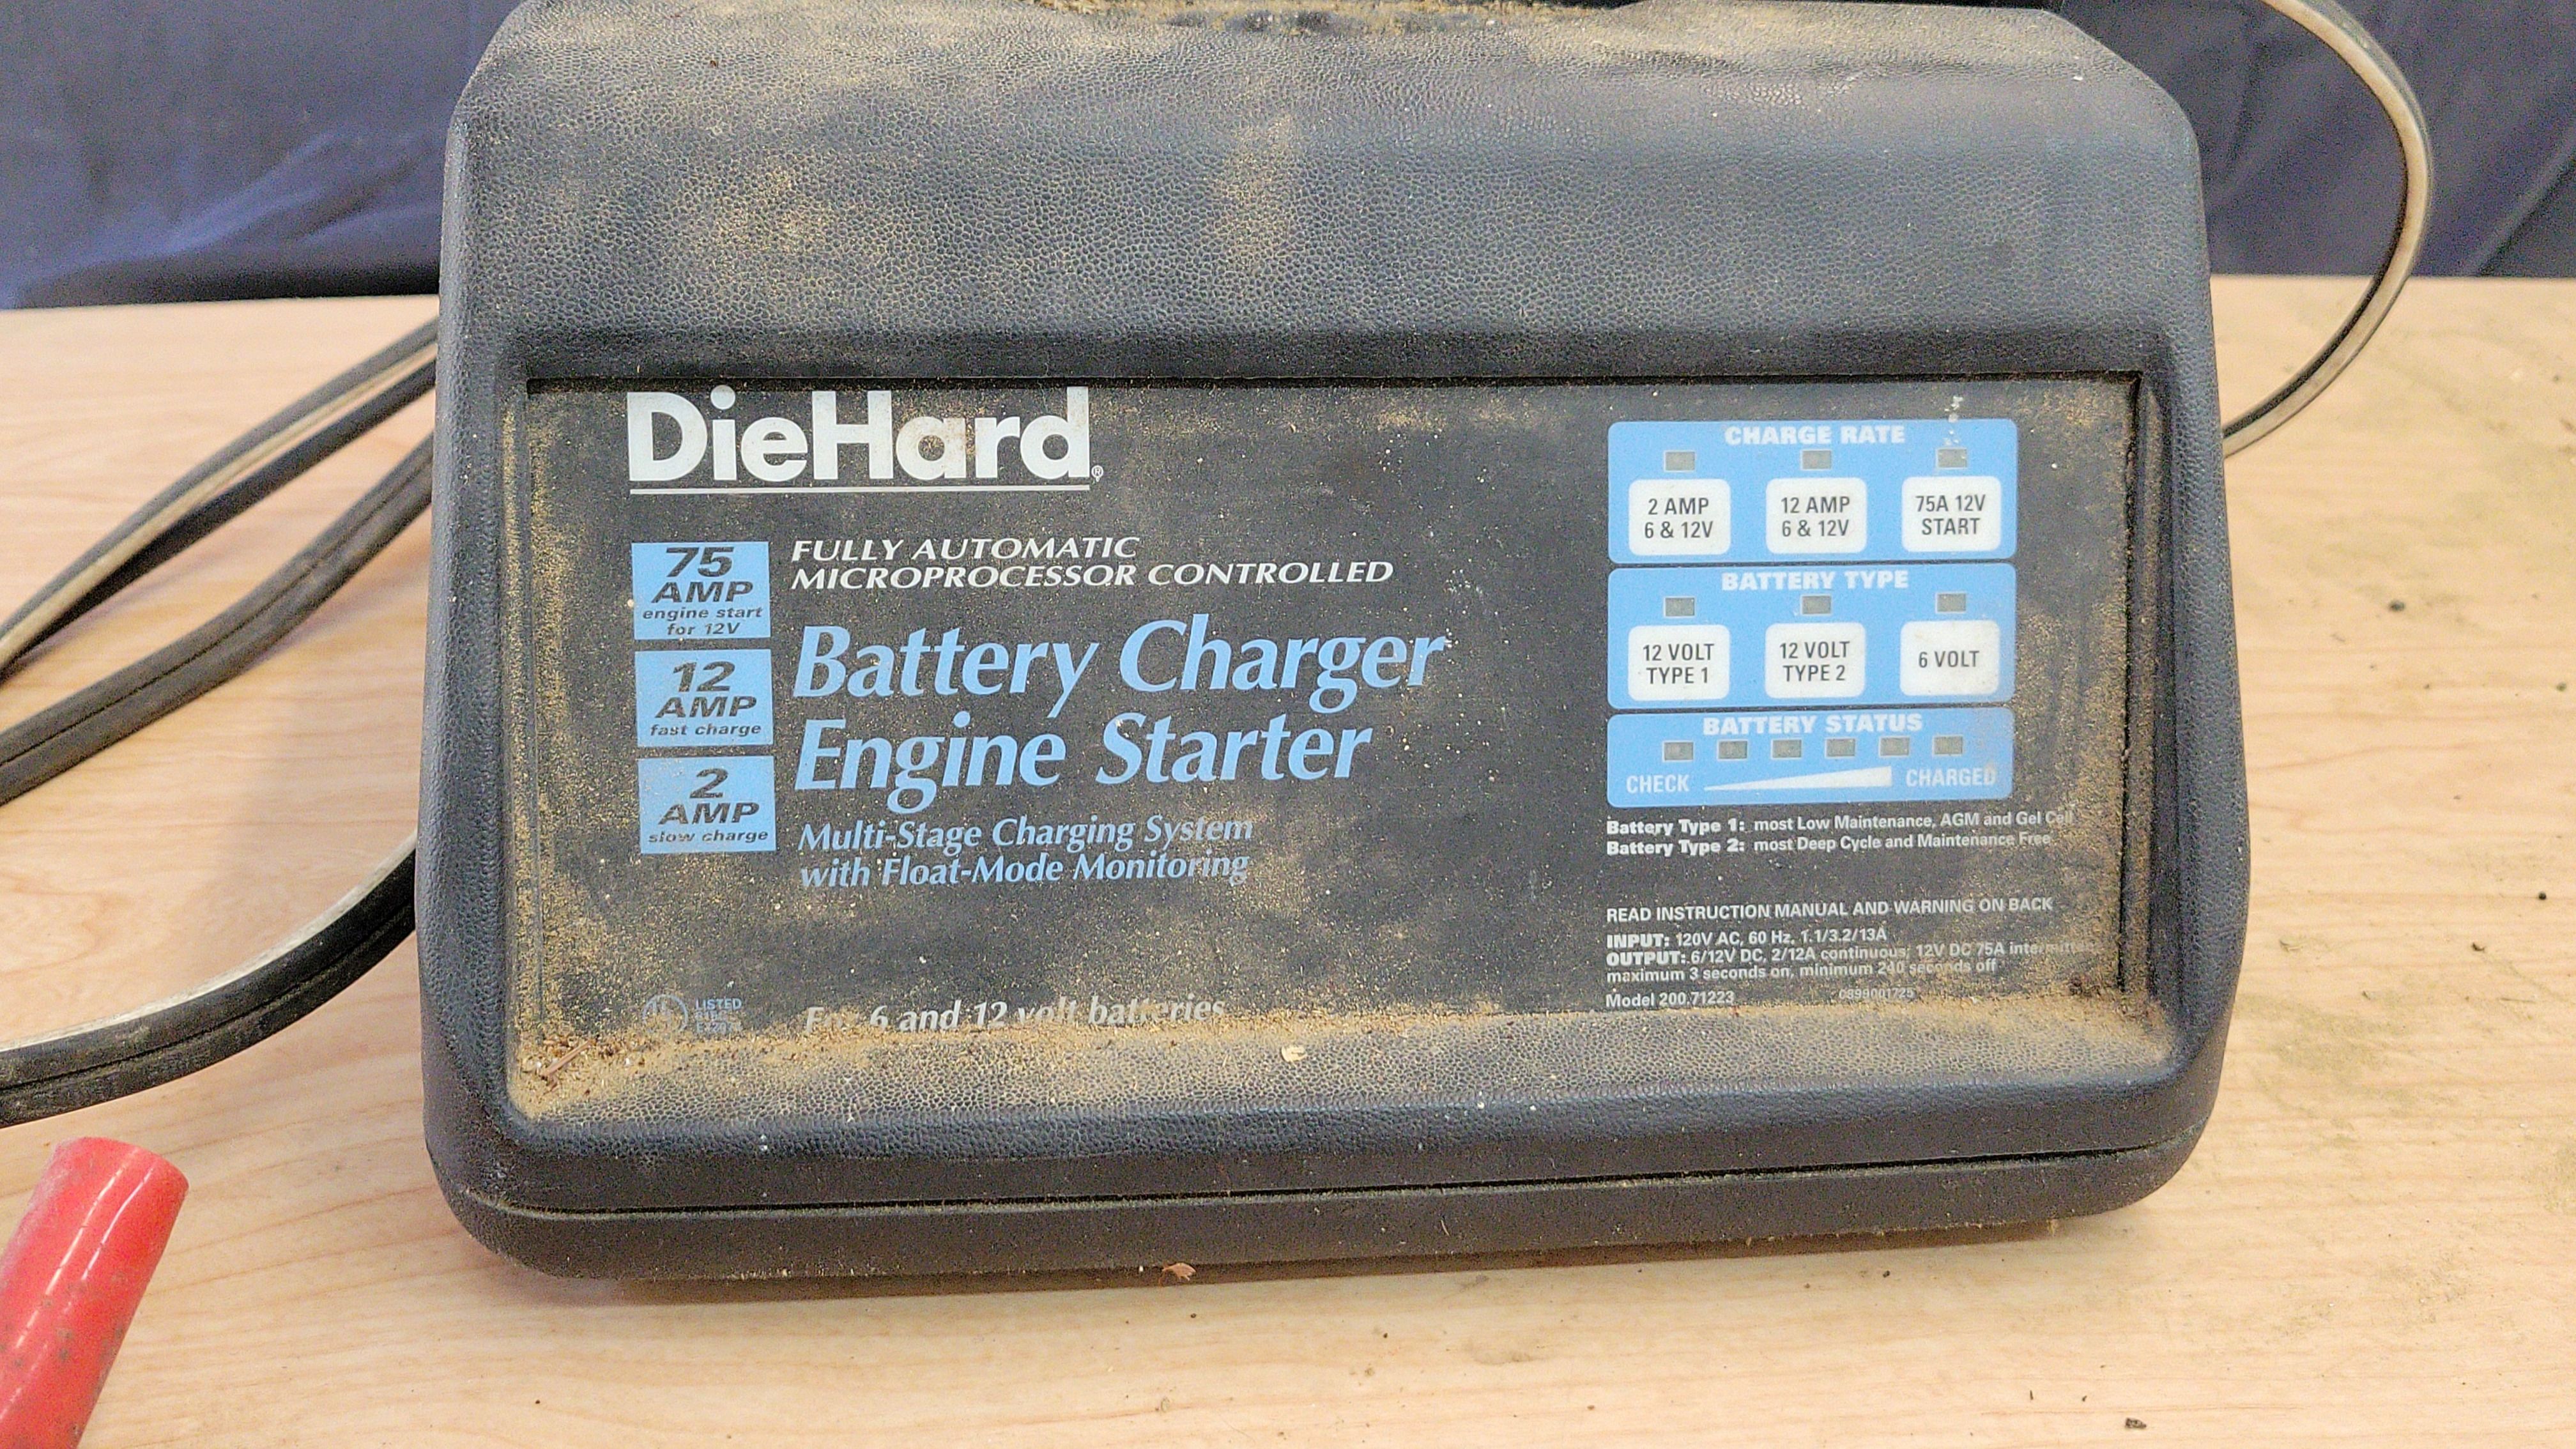 DieHard®
75
AMP
engine start
for 12V
12
AMP
fast charge
2
AMP
slow charge
FULLY AUTOMATIC
MICROPROCESSOR CONTROLLED
Battery Charger
Engine Starter
Multi-Stage Charging System
with Float-Mode Monitoring
LISTED
For 6 and 12 volt batteries
CHARGE RATE
2 AMP
6 & 12V
12 AMP
6 & 12V
75A 12V
START
BATTERY TYPE
12 VOLT
TYPE 1
12 VOLT
TYPE 2
6 VOLT
BATTERY STATUS
CHECK CHARGED
Battery Type 1: most Low Maintenance, AGM and Gel Cell
Battery Type 2: most Deep Cycle and Maintenance Free
READ INSTRUCTION MANUAL AND WARNING ON BACK
INPUT: 120V AC, 60 Hz, 1.1/3.2/13A
OUTPUT: 6/12V DC, 2/12A continuous; 12V DC 75A
maximum 3 seconds on, minimum 240 seconds off
Model 200.71223 0899001725